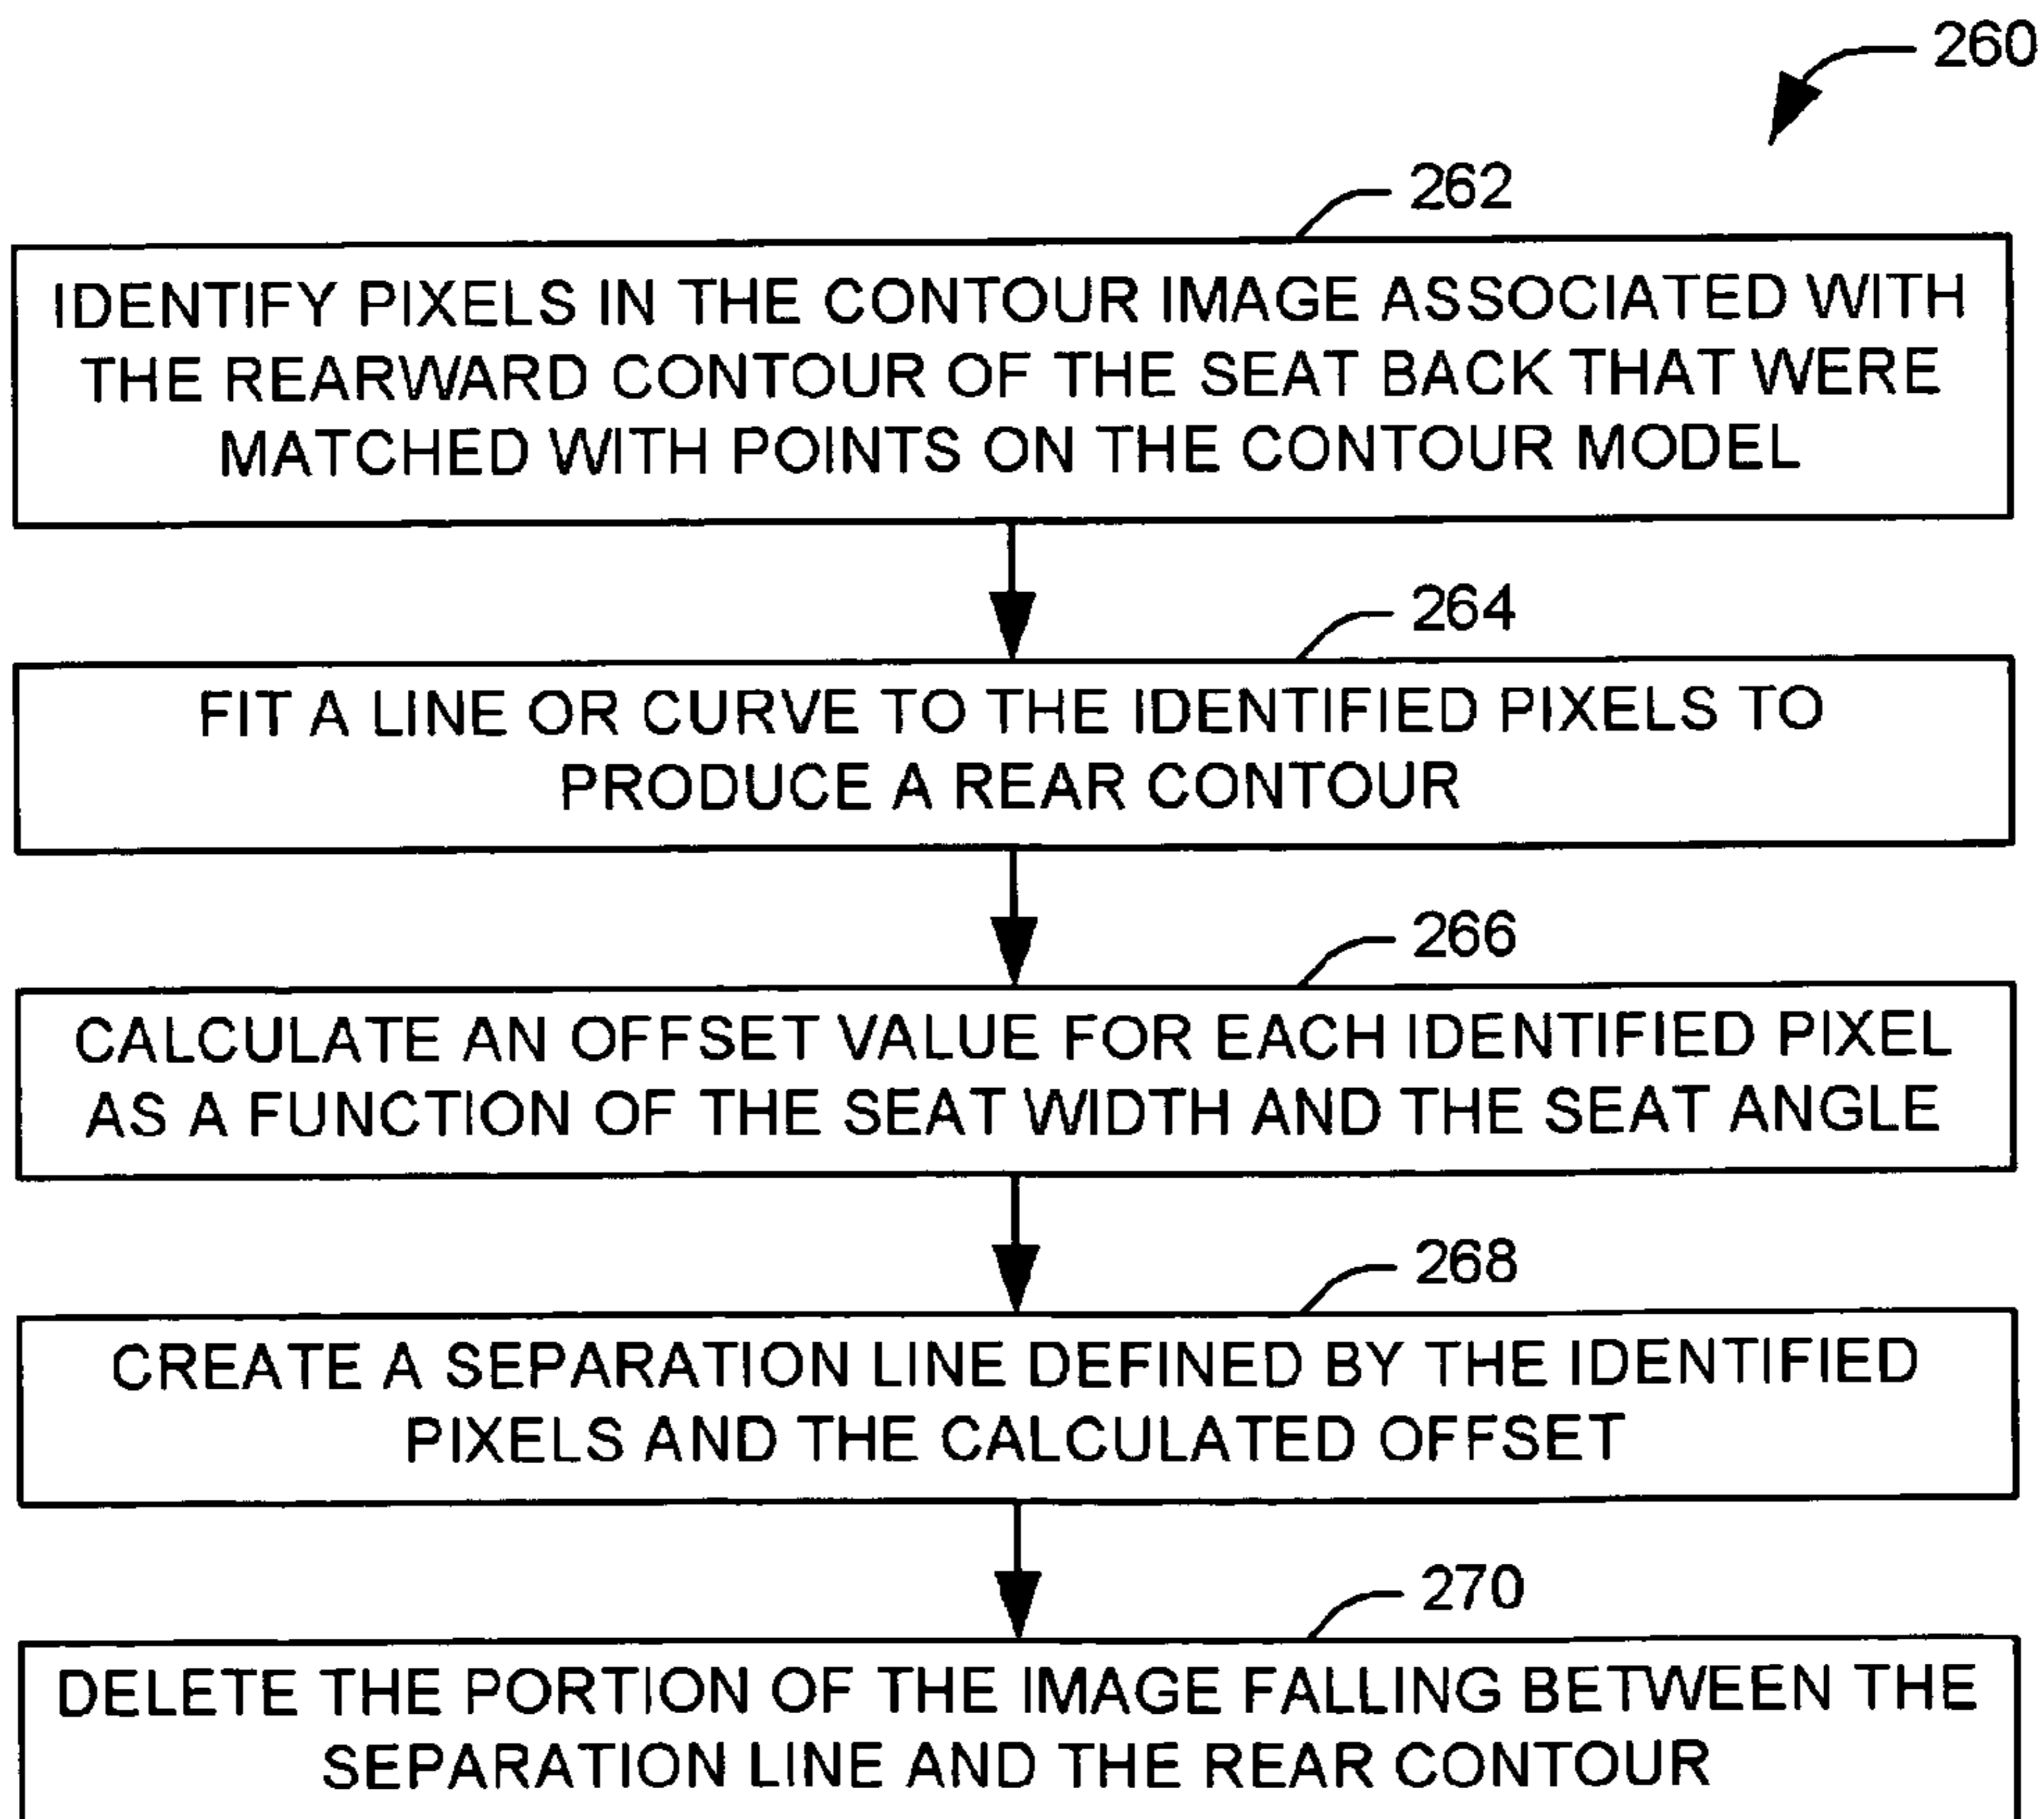 260
262
IDENTIFY PIXELS IN THE CONTOUR IMAGE ASSOCIATED WITH
THE REARWARD CONTOUR OF THE SEAT BACK THAT WERE
MATCHED WITH POINTS ON THE CONTOUR MODEL
264
FIT A LINE OR CURVE TO THE IDENTIFIED PIXELS TO
PRODUCE A REAR CONTOUR
266
CALCULATE AN OFFSET VALUE FOR EACH IDENTIFIED PIXEL
AS A FUNCTION OF THE SEAT WIDTH AND THE SEAT ANGLE
268
CREATE A SEPARATION LINE DEFINED BY THE IDENTIFIED
PIXELS AND THE CALCULATED OFFSET
270
DELETE THE PORTION OF THE IMAGE FALLING BETWEEN THE
SEPARATION LINE AND THE REAR CONTOUR